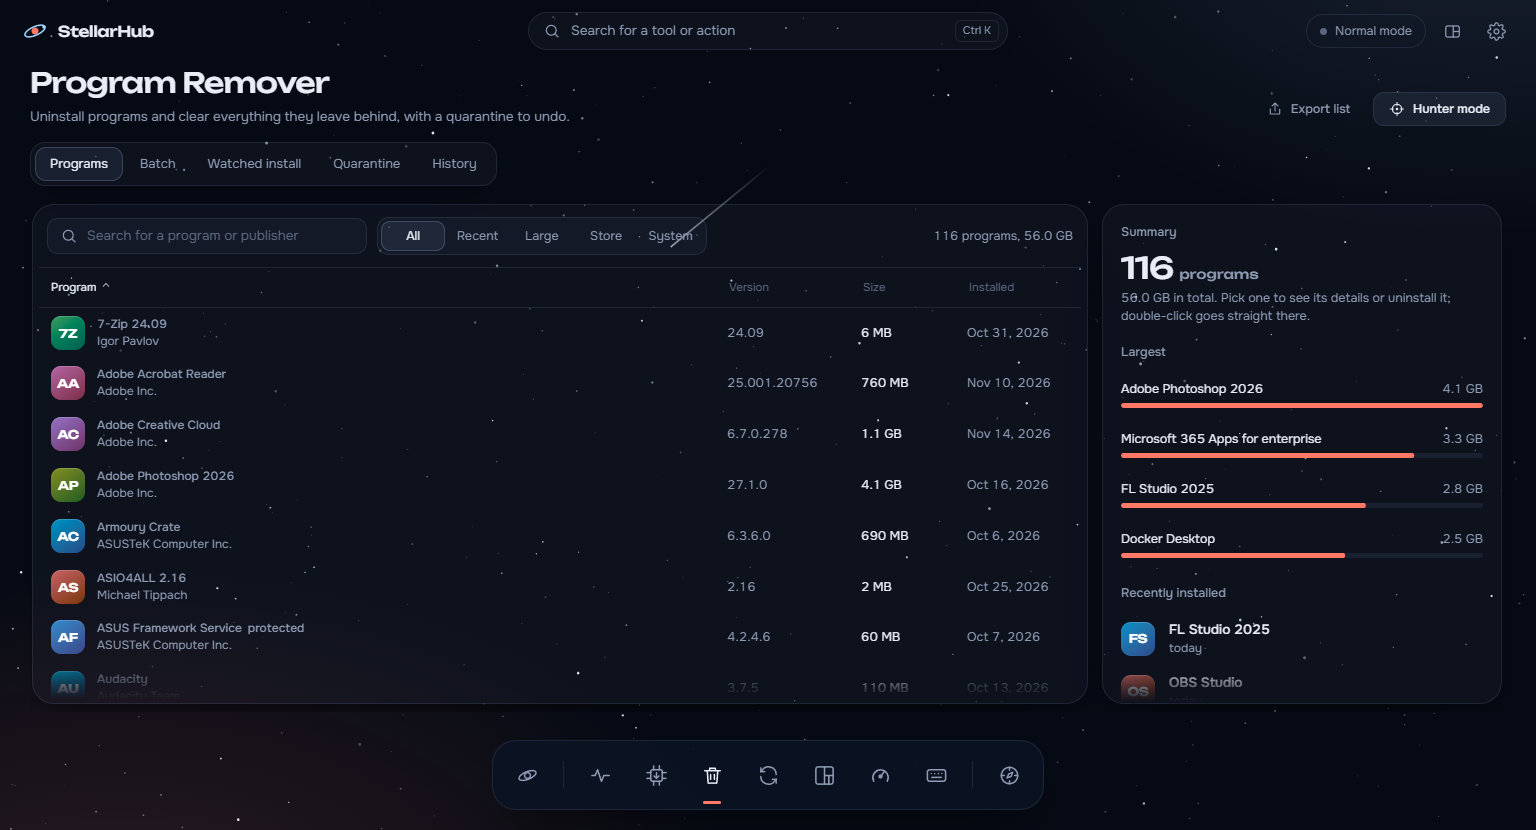 StellarHub
Search for a tool or action
Ctrl K
Normal mode
Program Remover
Uninstall programs and clear everything they leave behind, with a quarantine to undo.
Export list
Hunter mode
Programs
Batch
Watched install
Quarantine
History
Search for a program or publisher
All
Recent
Large
Store
System
116 programs, 56.0 GB
Program
Version
Size
Installed
7Z
7-Zip 24.09
Igor Pavlov
24.09
6 MB
Oct 31, 2026
AA
Adobe Acrobat Reader
Adobe Inc.
25.001.20756
760 MB
Nov 10, 2026
AC
Adobe Creative Cloud
Adobe Inc.
6.7.0.278
1.1 GB
Nov 14, 2026
AP
Adobe Photoshop 2026
Adobe Inc.
27.1.0
4.1 GB
Oct 16, 2026
AC
Armoury Crate
ASUSTeK Computer Inc.
6.3.6.0
690 MB
Oct 6, 2026
AS
ASIO4ALL 2.16
Michael Tippach
2.16
2 MB
Oct 25, 2026
AF
ASUS Framework Service protected
ASUSTeK Computer Inc.
4.2.4.6
60 MB
Oct 7, 2026
AU
Audacity
Audacity Team
3.7.5
110 MB
Oct 13, 2026
Summary
116 programs
56.0 GB in total. Pick one to see its details or uninstall it;
double-click goes straight there.
Largest
Adobe Photoshop 2026
4.1 GB
Microsoft 365 Apps for enterprise
3.3 GB
FL Studio 2025
2.8 GB
Docker Desktop
2.5 GB
Recently installed
FS
FL Studio 2025
today
OS
OBS Studio
today